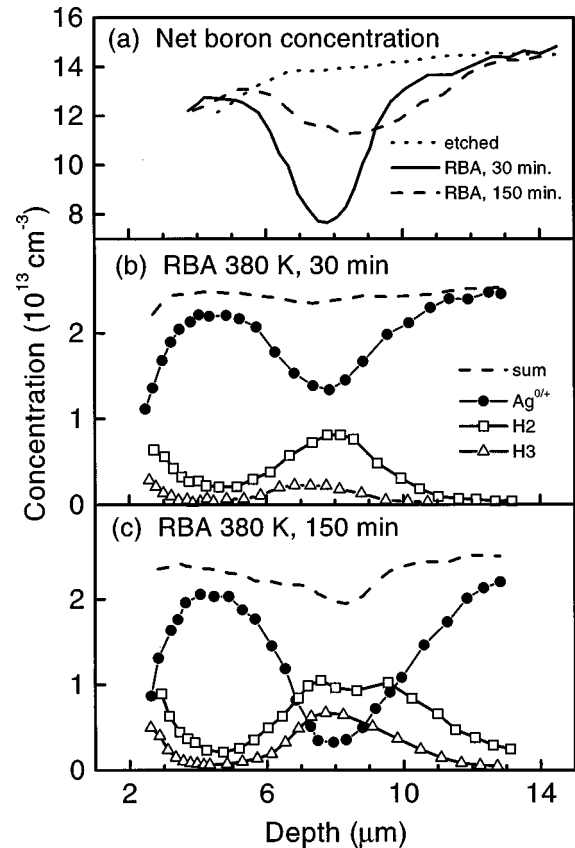 (a) Net boron concentration
16
14
12
10
8
etched
RBA, 30 min.
RBA, 150 min.
(b) RBA 380 K, 30 min
2
1
0
sum
Ag0/+
H2
H3
(c) RBA 380 K, 150 min
2
1
0
2 6 10 14
Depth (μm)
Concentration (10^13 cm^-3)